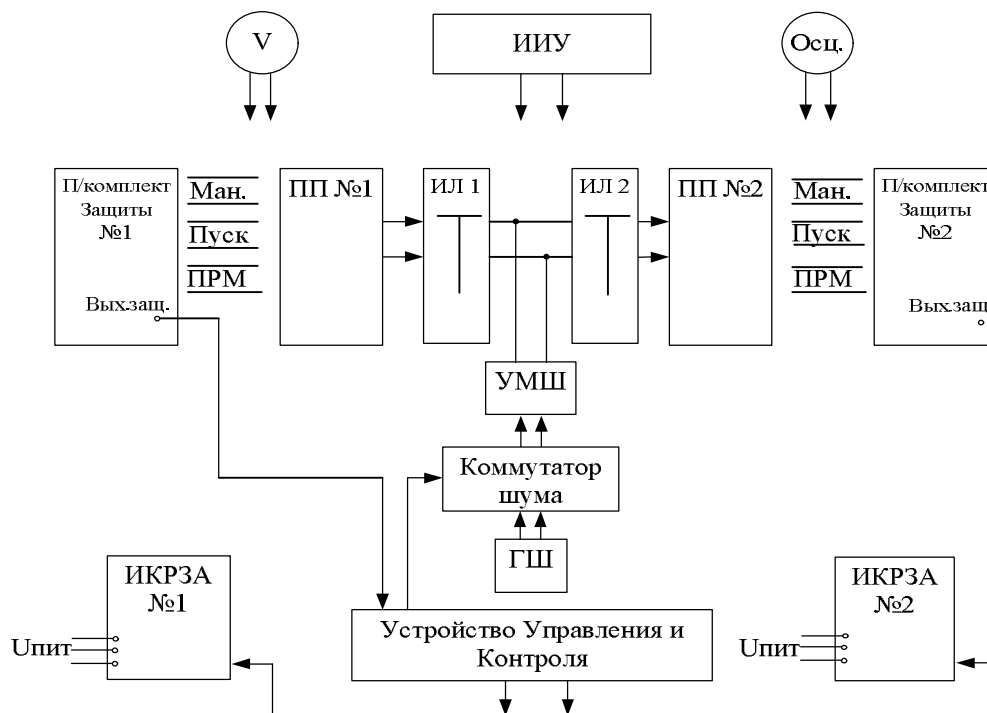 V
ИИУ
Осц.
П/комплект
Защиты
№1
Вых.защ.
Ман.
Пуск
ПРМ
ПП №1
ИЛ 1
ИЛ 2
ПП №2
Ман.
Пуск
ПРМ
П/комплект
Защиты
№2
Вых.защ
УМШ
Коммутатор
шума
ГШ
ИКРЗА
№1
Uпит
Устройство Управления и
Контроля
ИКРЗА
№2
Uпит